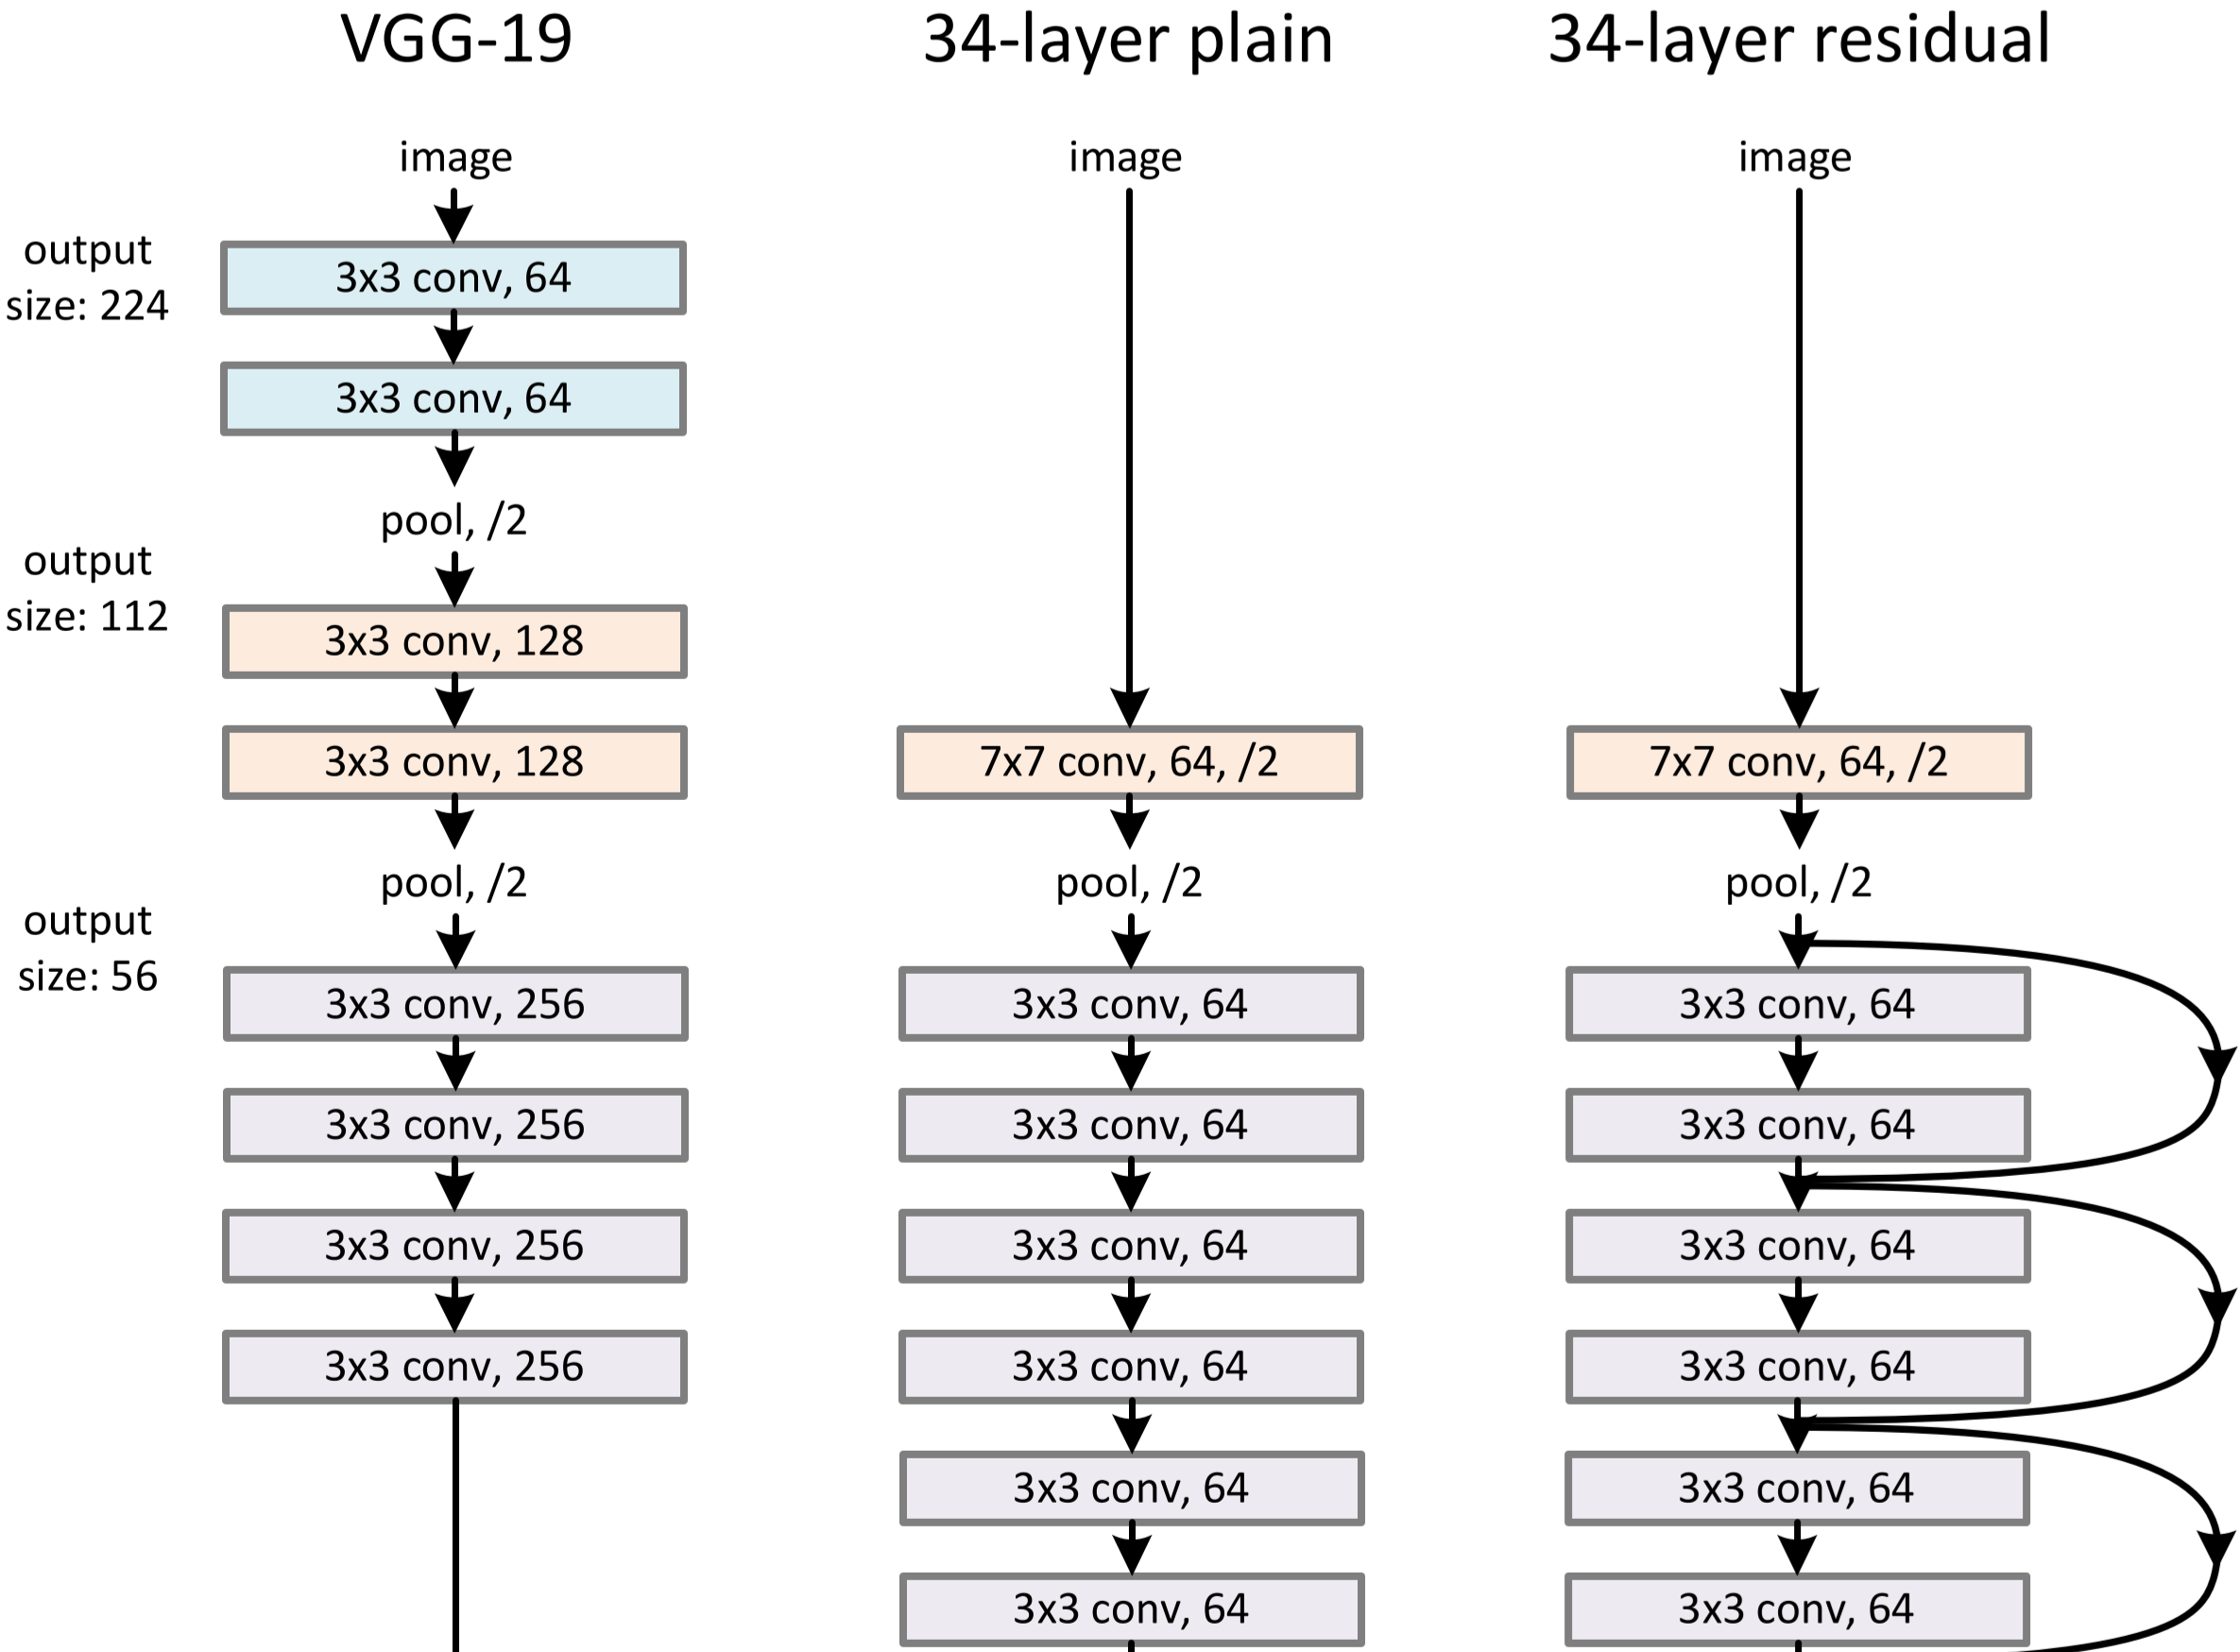 VGG-19
34-layer plain
34-layer residual
image
image
image
output
size: 224
3x3 conv, 64
3x3 conv, 64
pool, /2
output
size: 112
3x3 conv, 128
3x3 conv, 128
7x7 conv, 64, /2
7x7 conv, 64, /2
pool, /2
pool, /2
pool, /2
output
size: 56
3x3 conv, 256
3x3 conv, 64
3x3 conv, 64
3x3 conv, 256
3x3 conv, 64
3x3 conv, 64
3x3 conv, 256
3x3 conv, 64
3x3 conv, 64
3x3 conv, 256
3x3 conv, 64
3x3 conv, 64
3x3 conv, 64
3x3 conv, 64
3x3 conv, 64
3x3 conv, 64